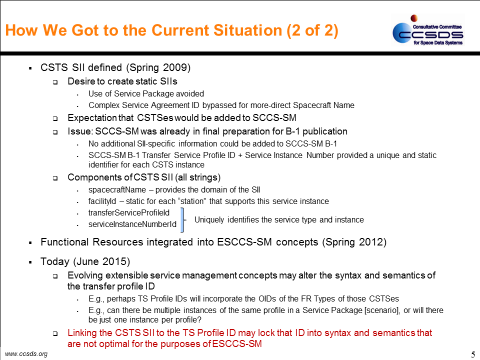 How We Got to the Current Situation (2 of 2)
Consultative Committee
CCSDS
for Space Data Systems
CSTS SII defined (Spring 2009)
Desire to create static SIIs
Use of Service Package avoided
Complex Service Agreement ID bypassed for more-direct Spacecraft Name
Expectation that CSTSes would be added to SCCS-SM
Issue: SCCS-SM was already in final preparation for B-1 publication
No additional SII-specific information could be added to SCCS-SM B-1
SCCS-SM B-1 Transfer Service Profile ID + Service Instance Number provided a unique and static
identifier for each CSTS instance
Components of CSTS SII (all strings)
spacecraftName – provides the domain of the SII
facilityId – static for each "station" that supports this service instance
transferServiceProfileId
serviceInstanceNumberId
Uniquely identifies the service type and instance
Functional Resources integrated into ESCCS-SM concepts (Spring 2012)
Today (June 2015)
Evolving extensible service management concepts may alter the syntax and semantics of
the transfer profile ID
E.g., perhaps TS Profile IDs will incorporate the OIDs of the FR Types of those CSTSes
E.g., can there be multiple instances of the same profile in a Service Package [scenario], or will there
be just one instance per profile?
Linking the CSTS SII to the TS Profile ID may lock that ID into syntax and semantics that
are not optimal for the purposes of ESCCS-SM
www.ccsds.org
5